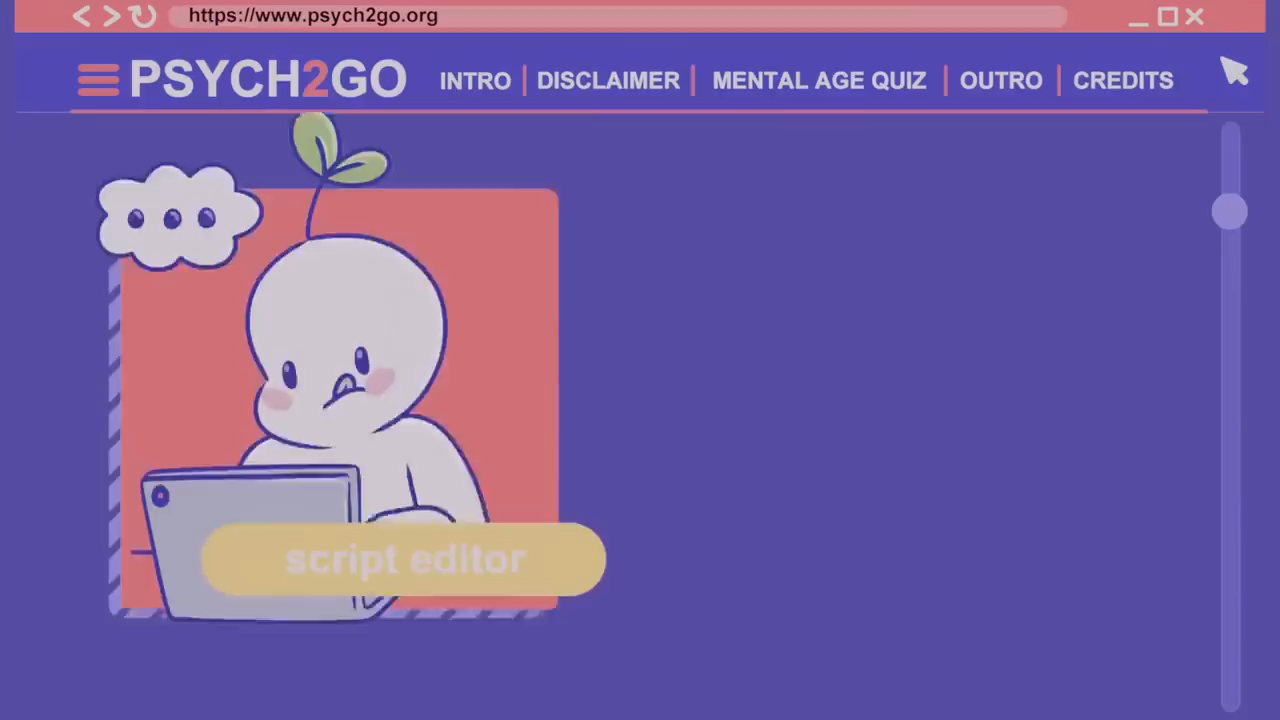 https://www.psych2go.org
PSYCH2GO INTRO DISCLAIMER MENTAL AGE QUIZ OUTRO CREDITS
script editor